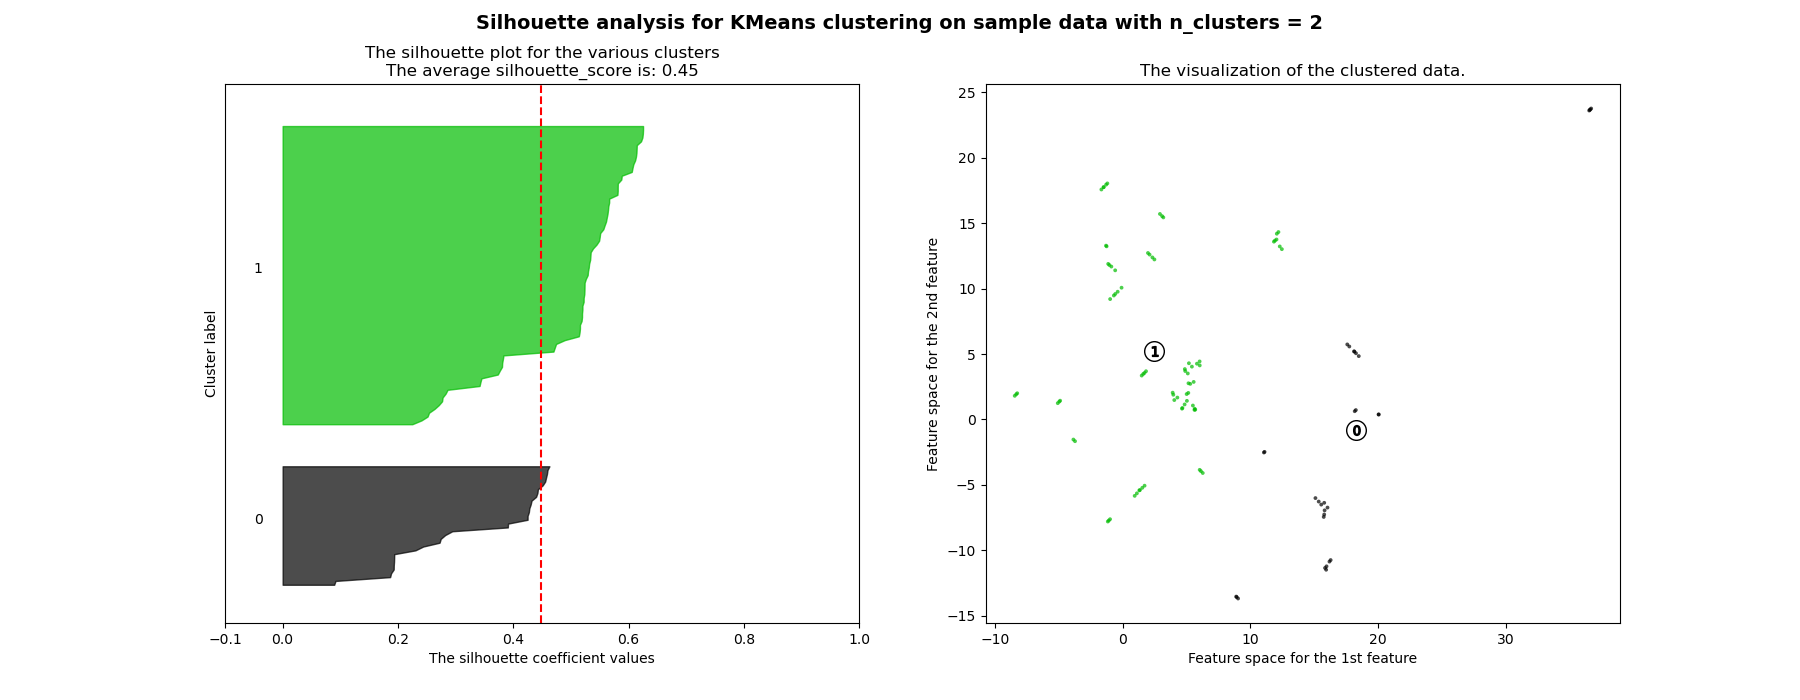 Silhouette analysis for KMeans clustering on sample data with n_clusters = 2
The silhouette plot for the various clusters
The average silhouette_score is: 0.45
Cluster label
1
0
−0.1 0.0 0.2 0.4 0.6 0.8 1.0
The silhouette coefficient values
The visualization of the clustered data.
Feature space for the 2nd feature
25
20
15
10
5
0
−5
−10
−15
1
0
−10 0 10 20 30
Feature space for the 1st feature